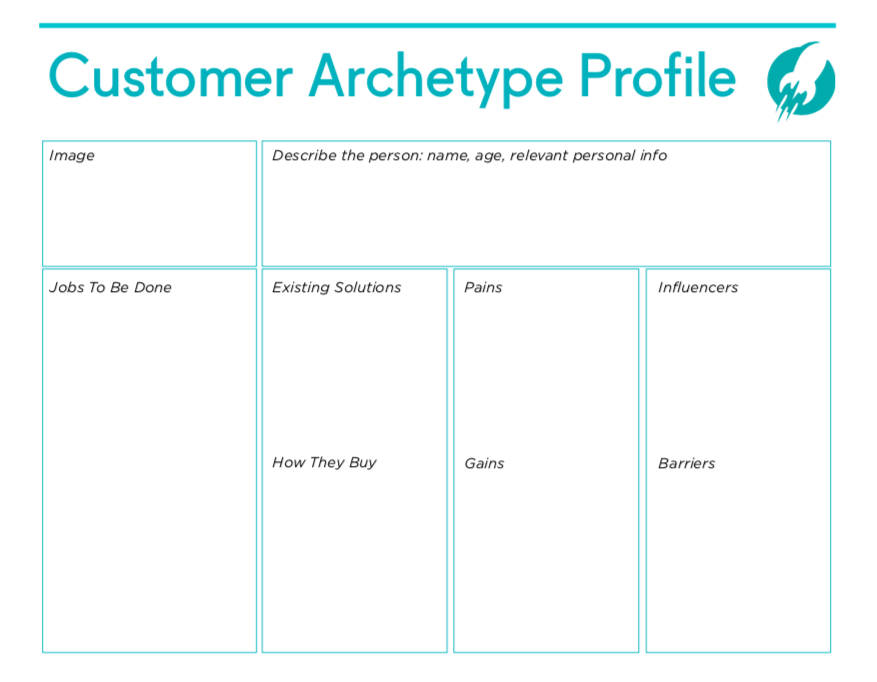 Customer Archetype Profile
Image
Describe the person: name, age, relevant personal info
Jobs To Be Done
Existing Solutions
Pains
Influencers
How They Buy
Gains
Barriers